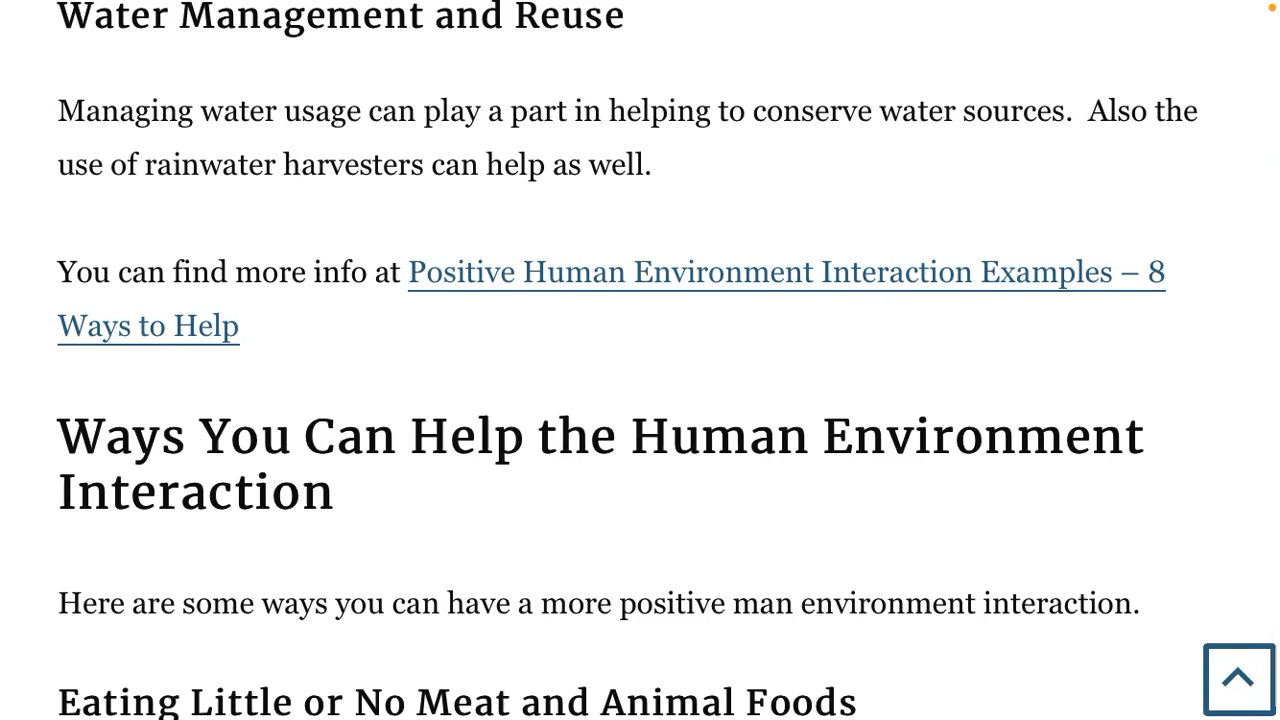 Water Management and Reuse
Managing water usage can play a part in helping to conserve water sources.  Also the
use of rainwater harvesters can help as well.
You can find more info at Positive Human Environment Interaction Examples – 8
Ways to Help
Ways You Can Help the Human Environment
Interaction
Here are some ways you can have a more positive man environment interaction.
Eating Little or No Meat and Animal Foods